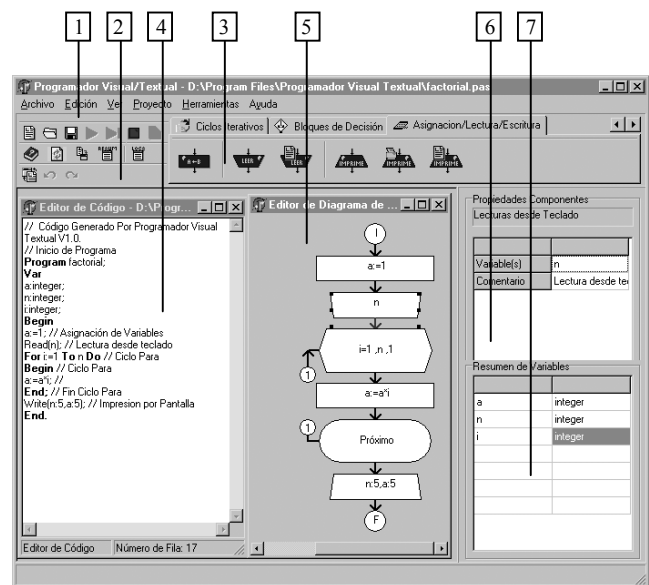 1 2 4 3 5 6 7
Programador Visual/Textual - D:\Program Files\Programador Visual Textual\factorial.pas
Archivo Edición Ver Proyecto Herramientas Ayuda
Ciclos Iterativos Bloques de Decisión Asignacion/Lectura/Escritura
A←B LEER LEER IMPRIME IMPRIME IMPRIME
Editor de Código - D:\Progr...
// Código Generado Por Programador Visual
Textual V1.0.
// Inicio de Programa
Program factorial;
Var
a:integer;
n:integer;
i:integer;
Begin
a:=1; // Asignación de Variables
Read(n); // Lectura desde teclado
For i:=1 To n Do // Ciclo Para
Begin // Ciclo Para
a:=a*i; //
End; // Fin Ciclo Para
Write(n:5,a:5); // Impresion por Pantalla
End.
Editor de Código Número de Fila: 17
Editor de Diagrama de ...
I
a:=1
n
i=1 ,n ,1
1
a:=a*i
1
Próximo
n:5,a:5
F
Propiedades Componentes
Lecturas desde Teclado
Variable(s) n
Comentario Lectura desde te
Resumen de Variables
a integer
n integer
i integer